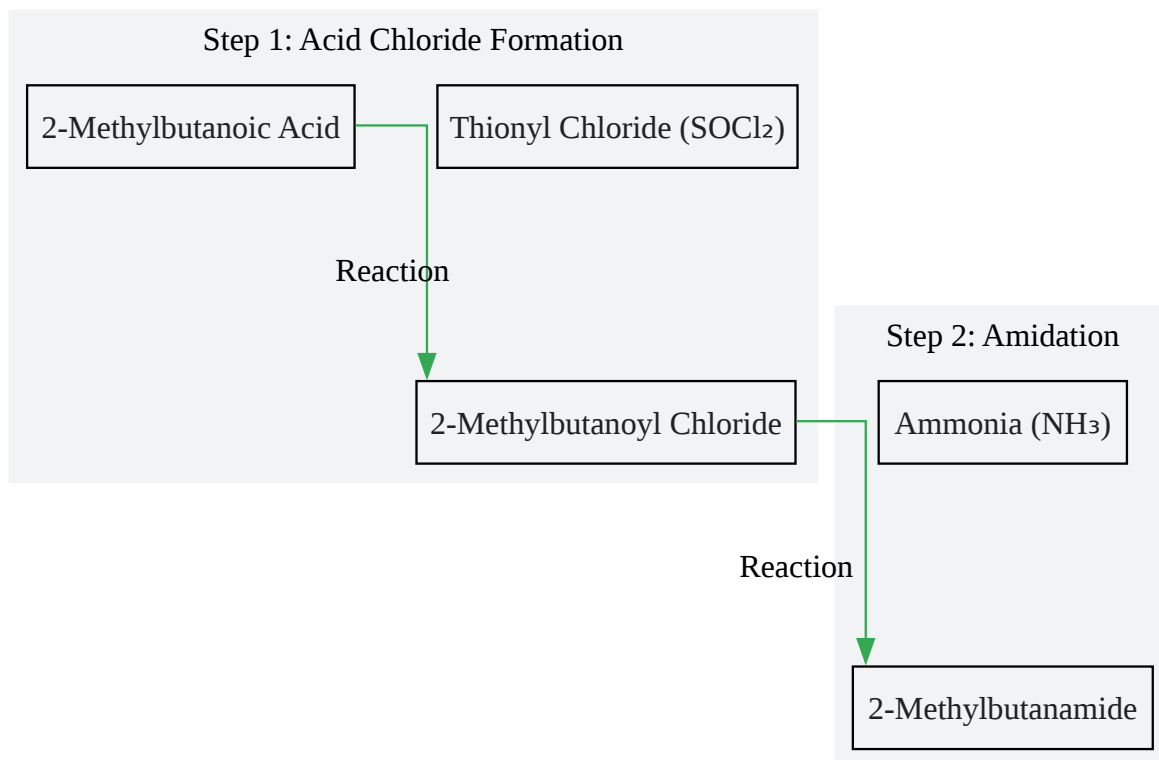 Step 1: Acid Chloride Formation
2-Methylbutanoic Acid
Thionyl Chloride (SOCl₂)
Reaction
2-Methylbutanoyl Chloride
Step 2: Amidation
Ammonia (NH₃)
Reaction
2-Methylbutanamide